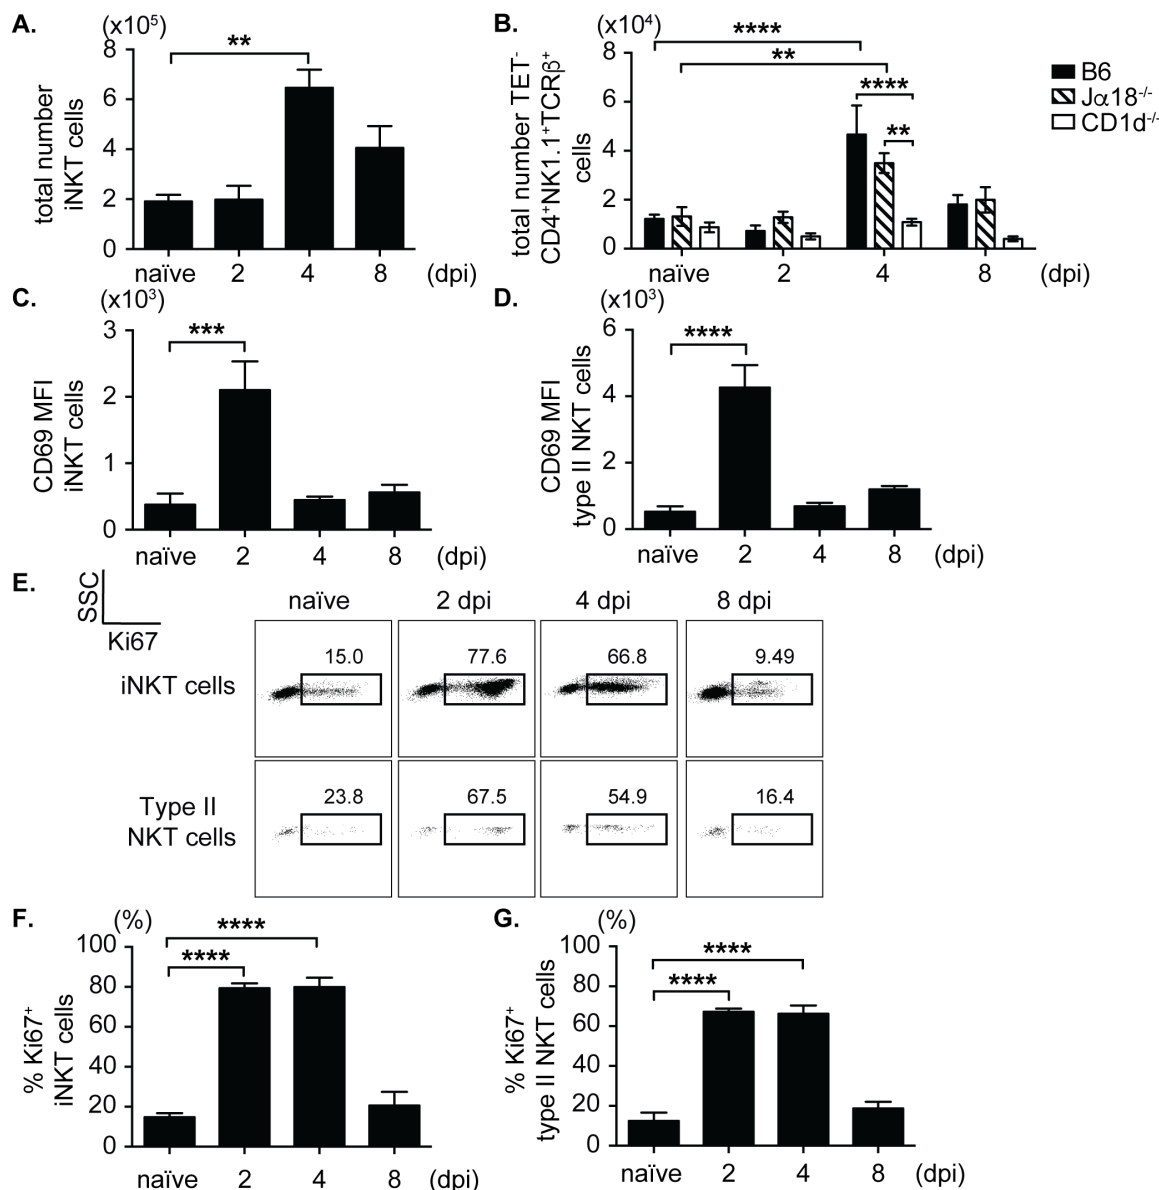 A.
(x10⁵)
**
total number
iNKT cells
8
6
4
2
0
naïve 2 4 8 (dpi)
B.
(x10⁴)
****
**
****
**
total number TET⁻
CD4⁺NK1.1⁺TCRβ⁺
cells
8
6
4
2
0
naïve 2 4 8 (dpi)
B6
Jα18⁻/⁻
CD1d⁻/⁻
C.
(x10³)
***
CD69 MFI
iNKT cells
3
2
1
0
naïve 2 4 8 (dpi)
D.
(x10³)
****
CD69 MFI
type II NKT cells
6
4
2
0
naïve 2 4 8 (dpi)
E.
SSC
Ki67
naïve 2 dpi 4 dpi 8 dpi
iNKT cells
15.0 77.6 66.8 9.49
Type II
NKT cells
23.8 67.5 54.9 16.4
F.
(%)
****
****
% Ki67⁺
iNKT cells
100
80
60
40
20
0
naïve 2 4 8 (dpi)
G.
(%)
****
****
% Ki67⁺
type II NKT cells
100
80
60
40
20
0
naïve 2 4 8 (dpi)